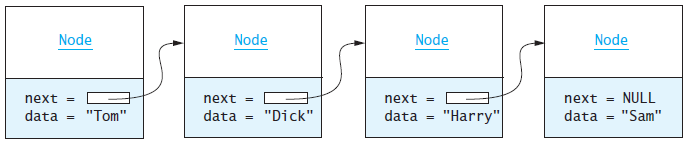 Node
next =
data = "Tom"
Node
next =
data = "Dick"
Node
next =
data = "Harry"
Node
next = NULL
data = "Sam"